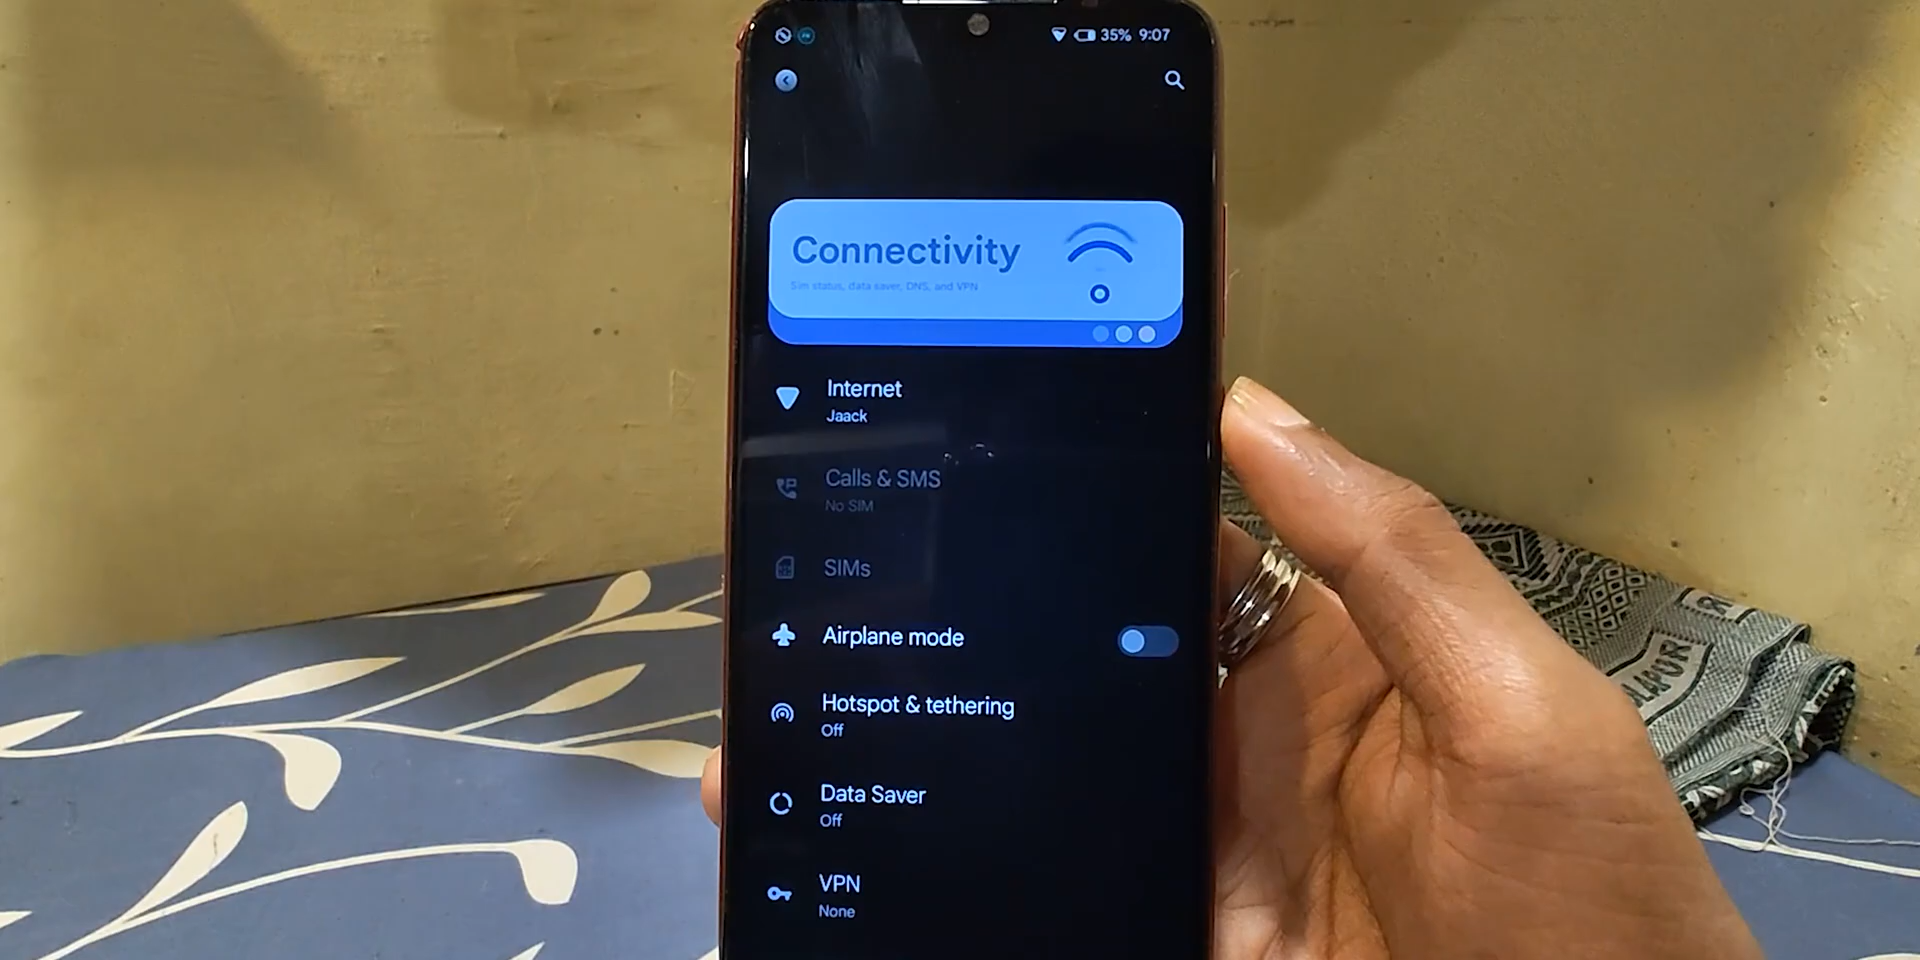 35% 9:07
Connectivity
Sim status, data saver, DNS, and VPN
Internet
Jaack
Calls & SMS
No SIM
SIMs
Airplane mode
Hotspot & tethering
Off
Data Saver
Off
VPN
None